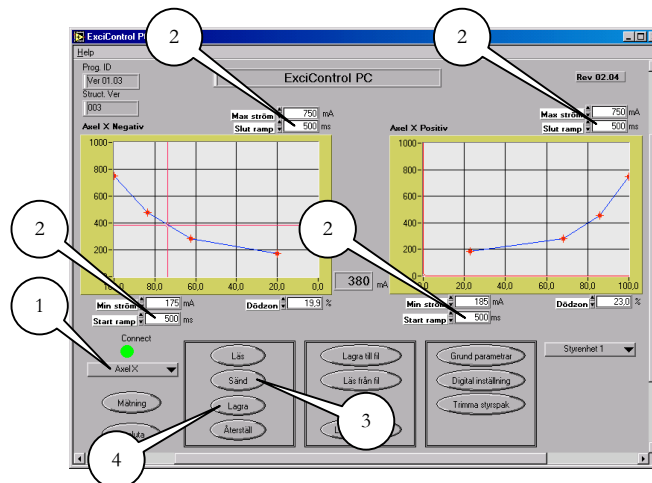 ExciControl PC
Help
Prog. ID
Ver 01.03
Struct. Ver
003
ExciControl PC
Rev 02.04
2
2
Max ström 750 mA
Slut ramp 500 ms
Max ström 750 mA
Slut ramp 500 ms
Axel X Negativ
Axel X Positiv
1000
800
600
400
200
0
80,0 60,0 40,0 20,0 0,0
380 mA
1000
800
600
400
200
0,0 20,0 40,0 60,0 80,0 100,0
2
2
Min ström 175 mA
Dödzon 19,9 %
Start ramp 500 ms
Min ström 185 mA
Dödzon 23,0 %
Start ramp 500 ms
1
Connect
Axel X
Mätning
Läs
Sänd
Lagra
Återställ
Lagra till fil
Läs från fil
Grund parametrar
Digital inställning
Trimma styrspak
Styrenhet 1
3
4